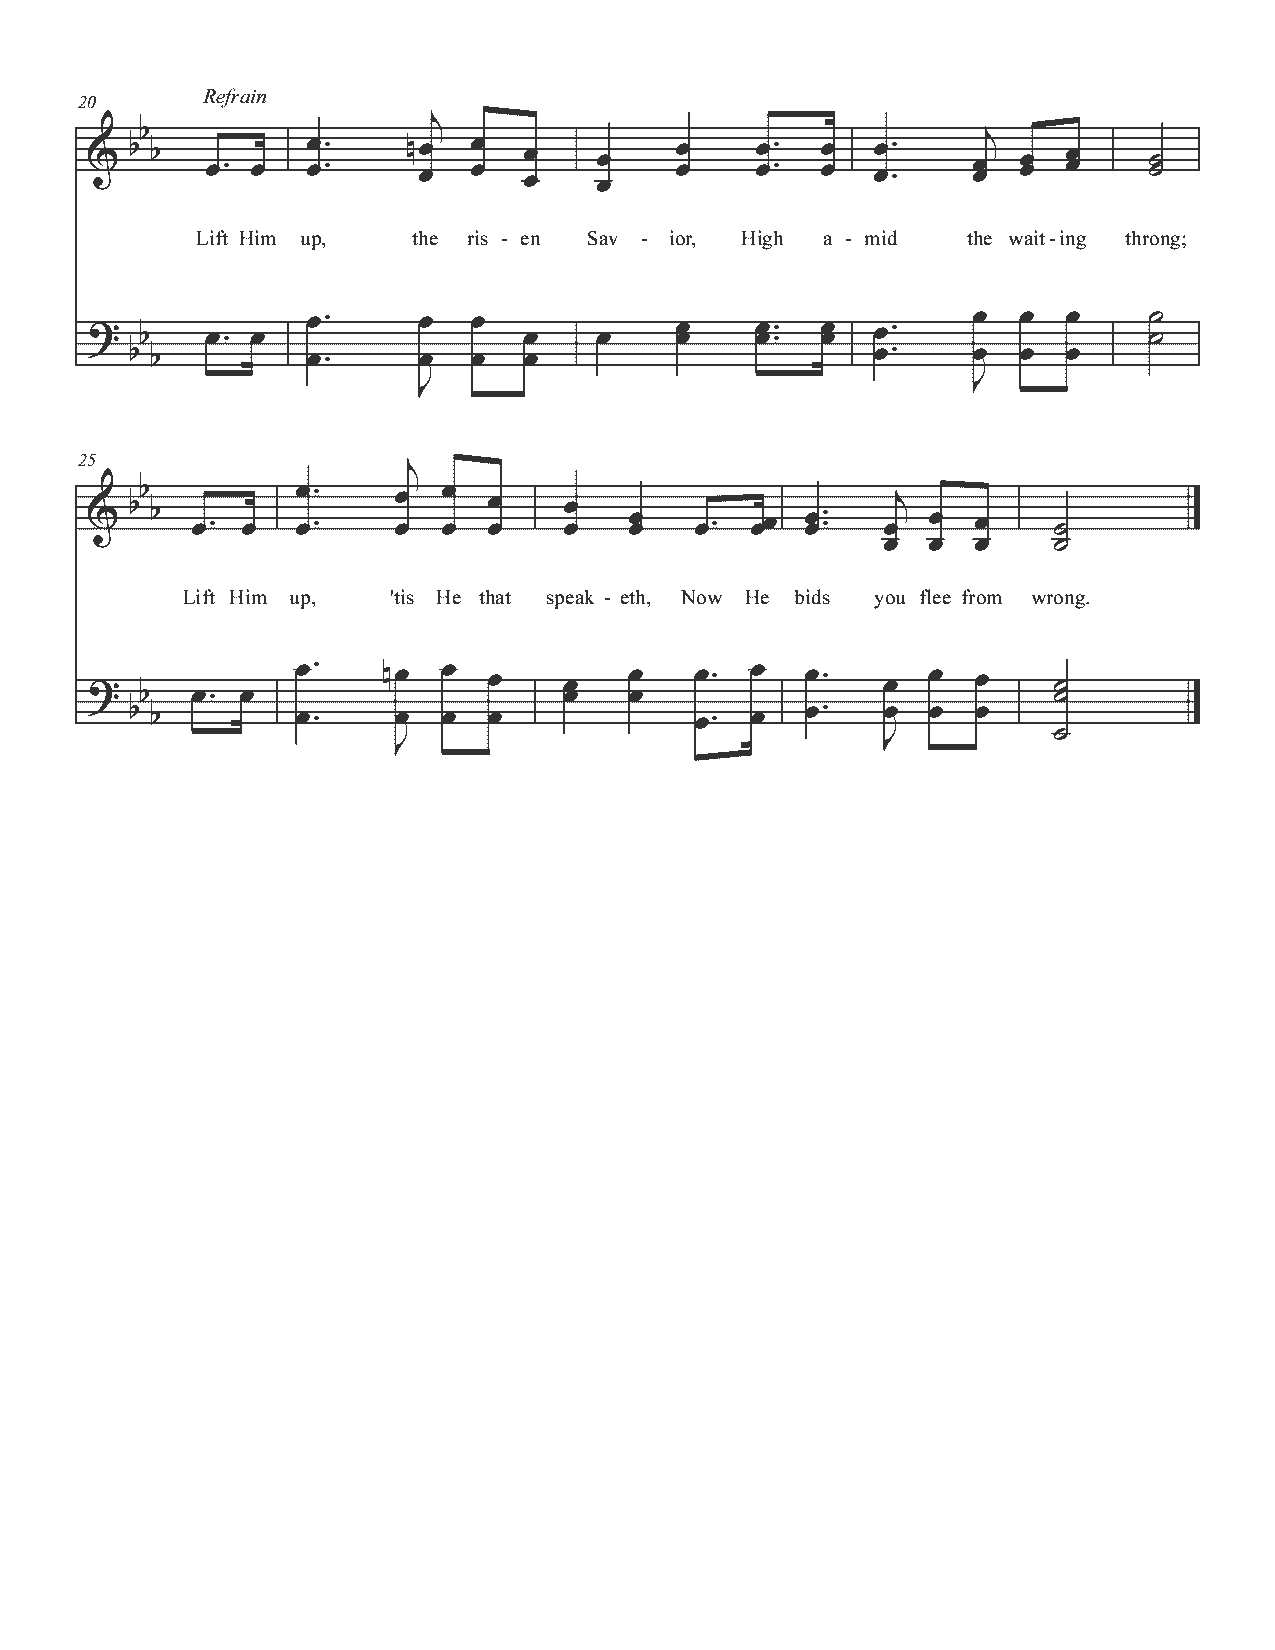 20 Refrain
Lift Him up, the ris - en Sav - ior, High a - mid the wait - ing throng;
25
Lift Him up, 'tis He that speak - eth, Now He bids you flee from wrong.